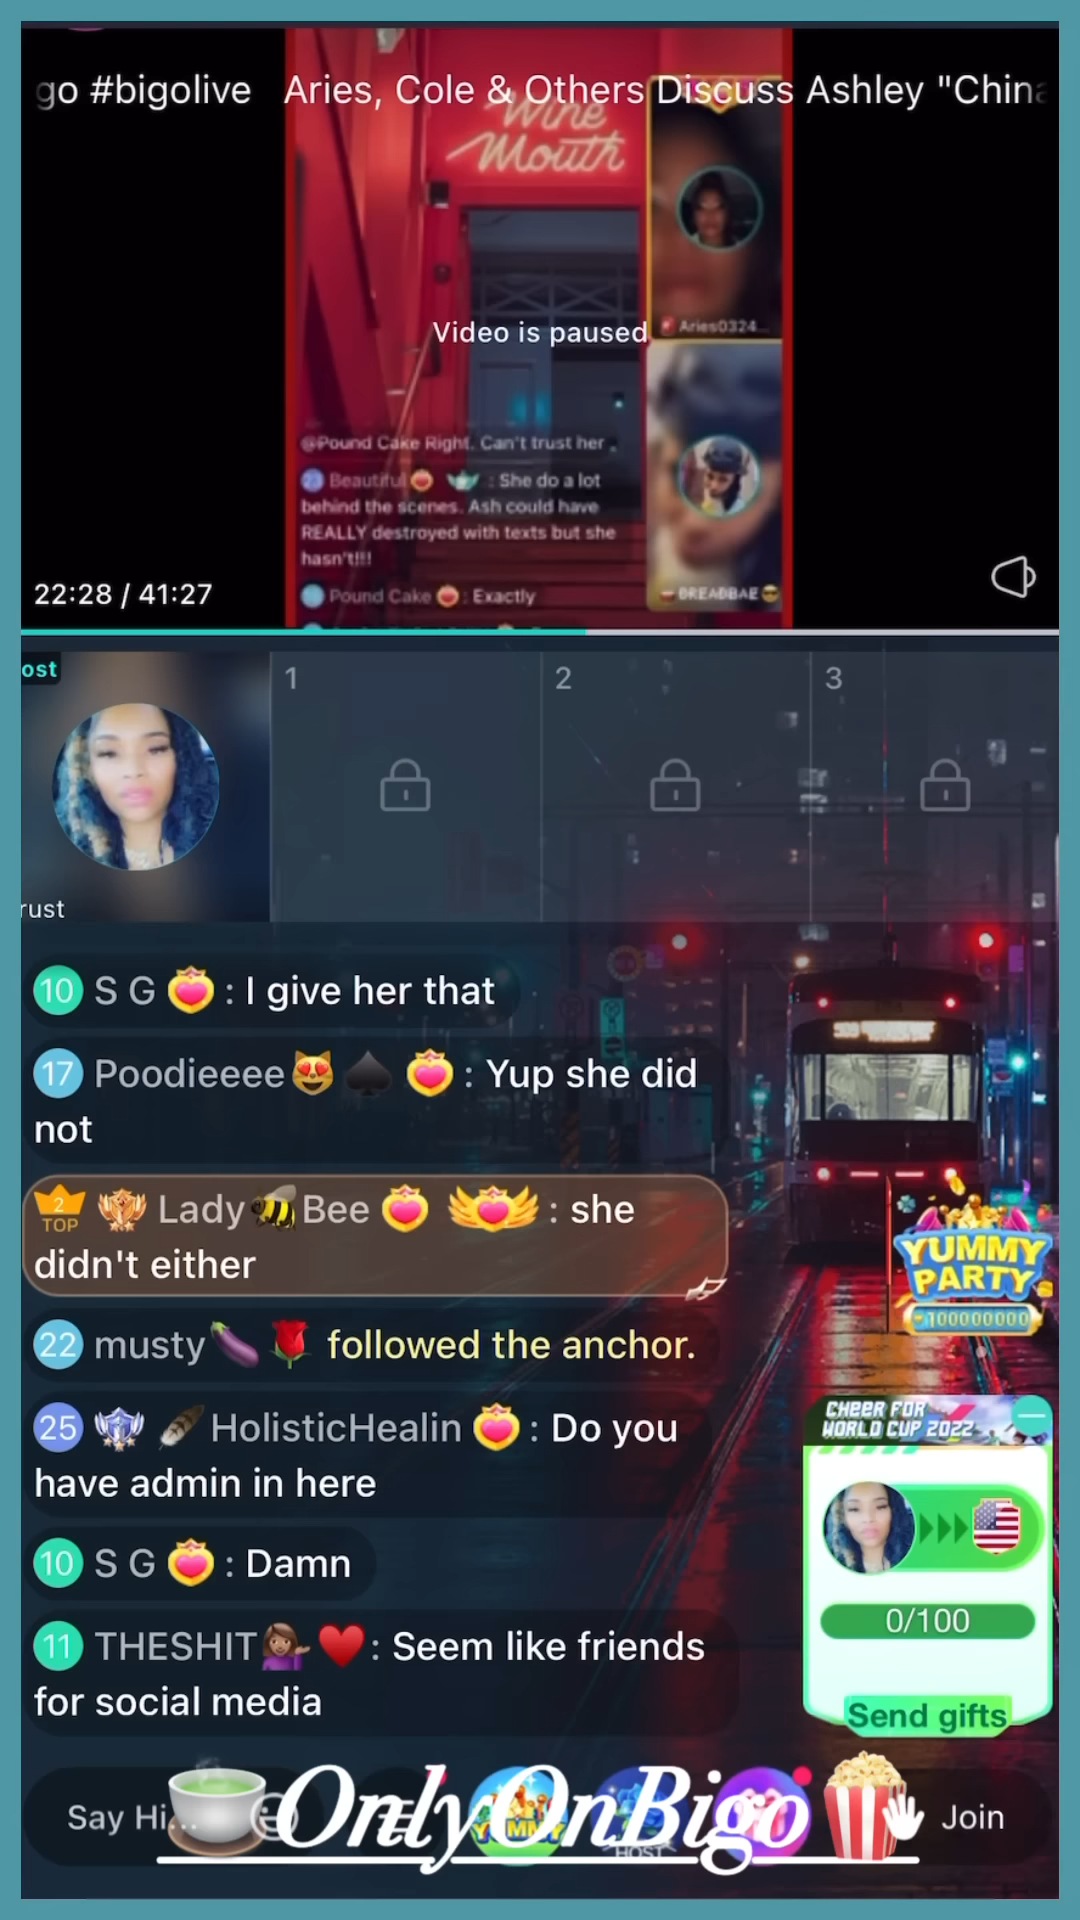 go #bigolive Aries, Cole & Others Discuss Ashley "China
Wine
Mouth
Aries0324...
Video is paused
@Pound Cake Right. Can't trust her .
23 Beautiful : She do a lot
behind the scenes. Ash could have
REALLY destroyed with texts but she
hasn't!!!
Pound Cake : Exactly
BREADBAE
22:28 / 41:27
ost
1
2
3
rust
10 S G : I give her that
17 Poodieeee😻♠️ : Yup she did
not
2
TOP
Lady🐝Bee : she
didn't either
22 musty🍆🌹 followed the anchor.
25 🪶HolisticHealin : Do you
have admin in here
10 S G : Damn
11 THESHIT💁🏽‍♀️♥️: Seem like friends
for social media
YUMMY
PARTY
100000000
CHEER FOR
WORLD CUP 2022
0/100
Send gifts
Say Hi...
🍵OnlyOnBigo🍿
YUMMY
HOST
Join